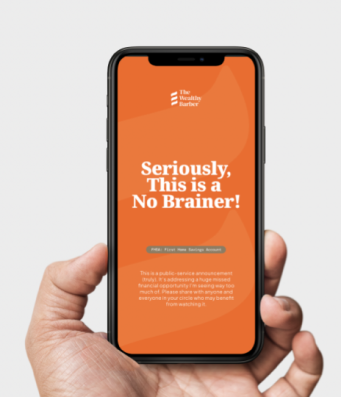 The
Wealthy
Barber
Seriously,
This is a
No Brainer!
FHSA: First Home Savings Account
This is a public-service announcement
(truly). It's addressing a huge missed
financial opportunity I'm seeing way too
much of. Please share with anyone and
everyone in your circle who may benefit
from watching it.